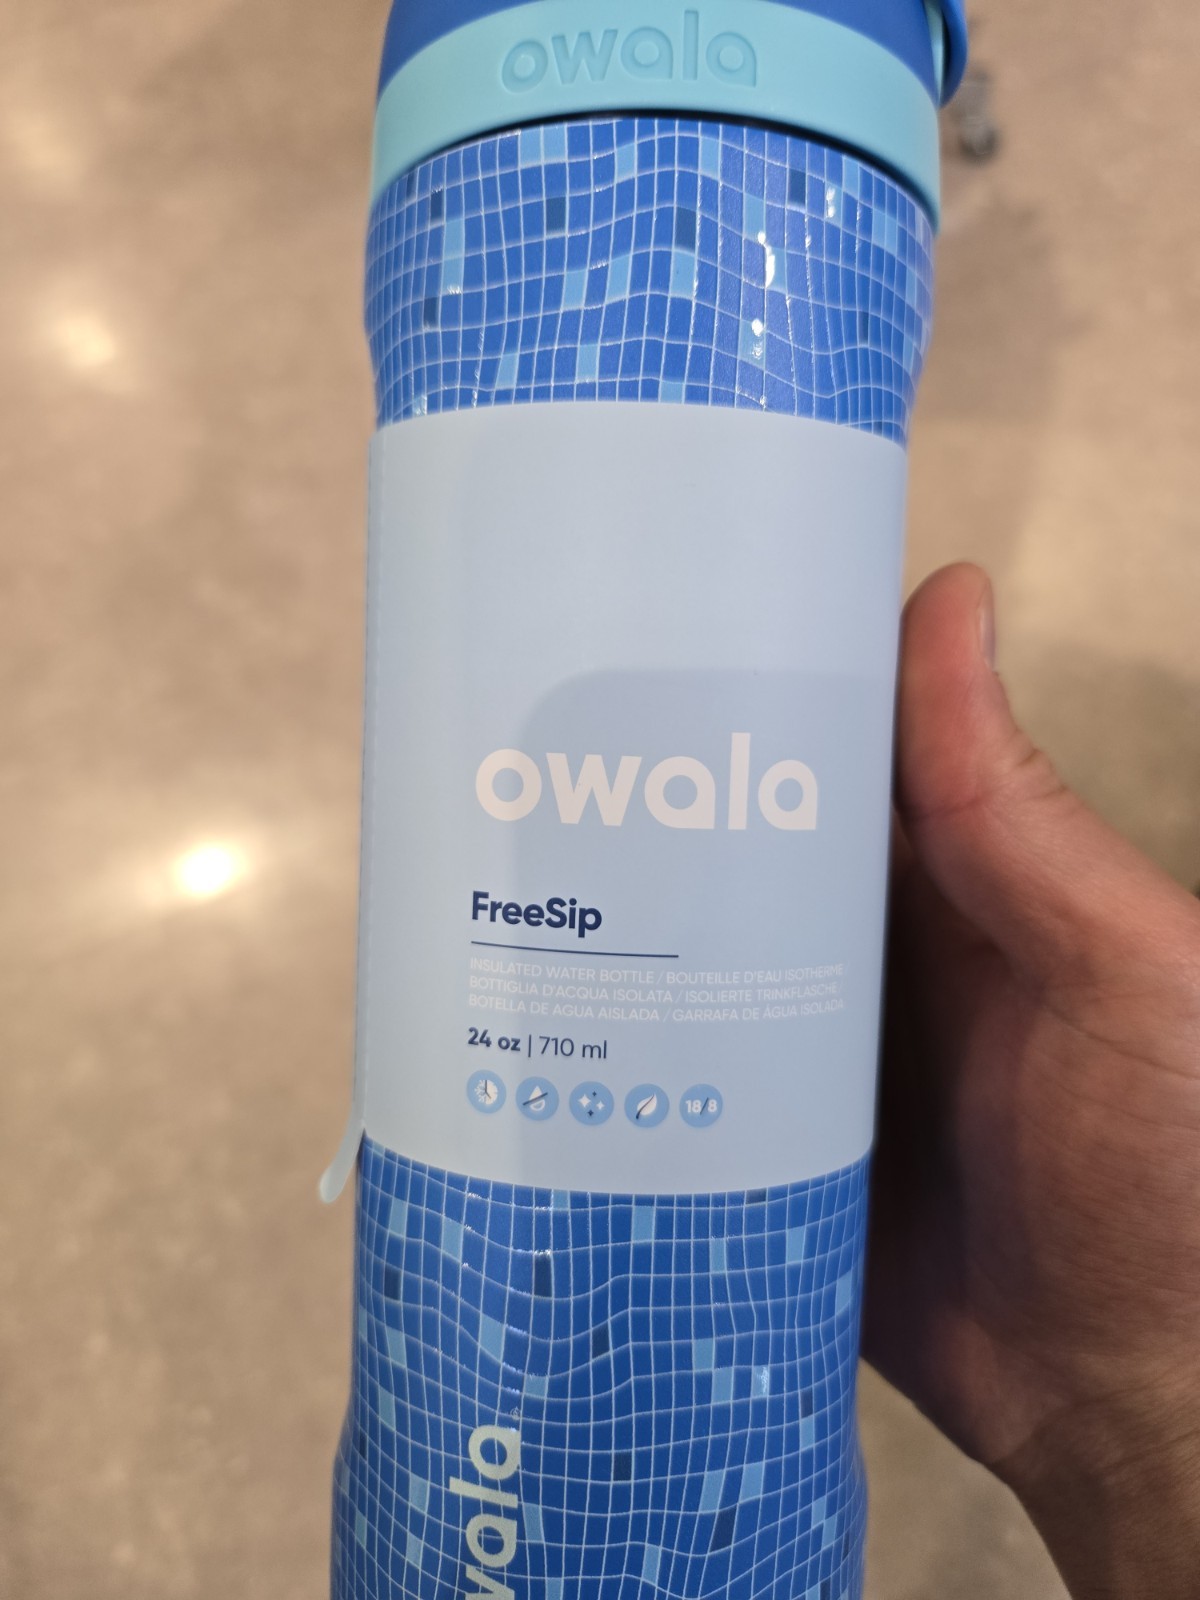 owala
owala
FreeSip
INSULATED WATER BOTTLE / BOUTEILLE D'EAU ISOTHERME
BOTTIGLIA D'ACQUA ISOLATA / ISOLIERTE TRINKFLASCHE
BOTELLA DE AGUA AISLADA / GARRAFA DE ÁGUA ISOLADA
24 oz | 710 ml
18/8
wala